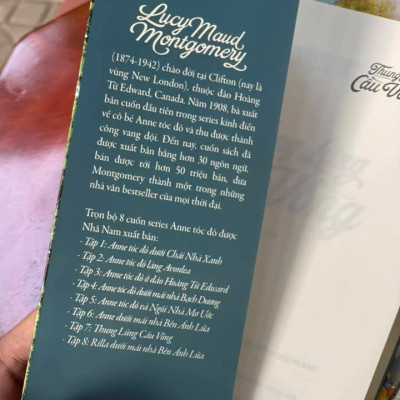 Lucy Maud
Montgomery
(1874-1942) chào đời tại Clifton (nay là
vùng New London), thuộc đảo Hoàng
Tử Edward, Canada. Năm 1908, bà xuất
bản cuốn đầu tiên trong series kinh điển
về cô bé Anne tóc đỏ và thu được thành
công vang dội. Đến nay, cuốn sách đã
được xuất bản bằng hơn 30 ngôn ngữ,
bán được tới hơn 50 triệu bản, đưa
Montgomery thành một trong những
nhà văn bestseller của mọi thời đại.
Trọn bộ 8 cuốn series Anne tóc đỏ được
Nhã Nam xuất bản:
- Tập 1: Anne tóc đỏ dưới Chái Nhà Xanh
- Tập 2: Anne tóc đỏ làng Avonlea
- Tập 3: Anne tóc đỏ ở đảo Hoàng Tử Edward
- Tập 4: Anne tóc đỏ dưới mái nhà Bạch Dương
- Tập 5: Anne tóc đỏ và Ngôi Nhà Mơ Ước
- Tập 6: Anne dưới mái nhà Bên Ánh Lửa
- Tập 7: Thung Lũng Cầu Vồng
- Tập 8: Rilla dưới mái nhà Bên Ánh Lửa
Thung
Cầu V